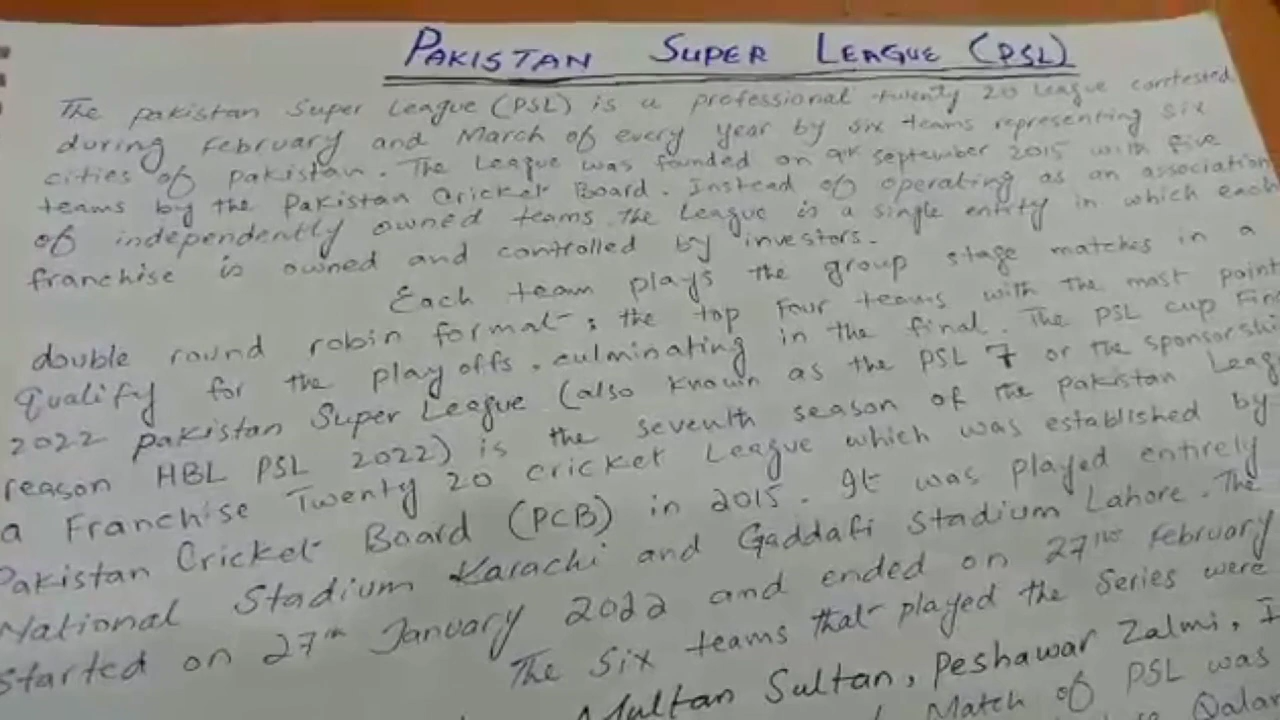 PAKISTAN SUPER LEAGUE (PSL)
The Pakistan Super League (PSL) is a professional twenty 20 league contested
during February and March of every year by six teams representing six
cities of Pakistan. The League was founded on 9th September 2015 with five
teams by the Pakistan Cricket Board. Instead of operating as an association
of independently owned teams the League is a single entity in which each
franchise is owned and controlled by investors.
Each team plays the group stage matches in a
double round robin format; the top four teams with the most point
qualify for the play offs. culminating in the final. The PSL cup
2022 Pakistan Super League (also known as the PSL 7 or the
reason HBL PSL 2022) is the seventh season of the Pakistan
a Franchise Twenty 20 cricket League which was established by
Pakistan Cricket Board (PCB) in 2015. It was played entirely
National Stadium Karachi and Gaddafi Stadium Lahore. The
started on 27th January 2022 and ended on 27th February
The Six teams that played the Series were
Multan Sultan, Peshawar Zalmi,
Match of PSL was